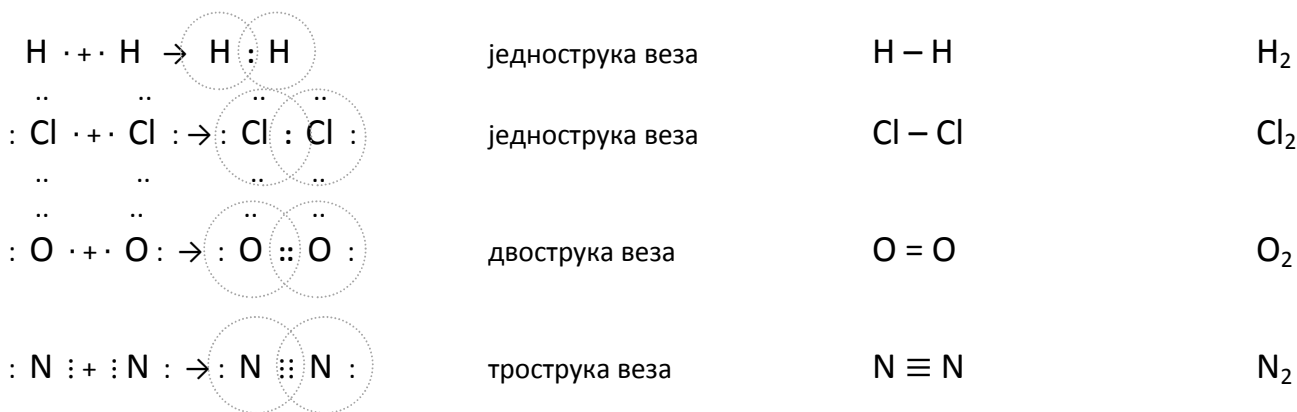 H · + · H → H : H једнострука веза H – H H₂
·· ·· ·· ··
: Cl · + · Cl : → : Cl : Cl : једнострука веза Cl – Cl Cl₂
·· ··
·· ·· ·· ··
: O · + · O : → : O :: O : двострука веза O = O O₂
: N ⫶ + ⫶ N : → : N ⫶⫶ N : трострука веза N ≡ N N₂